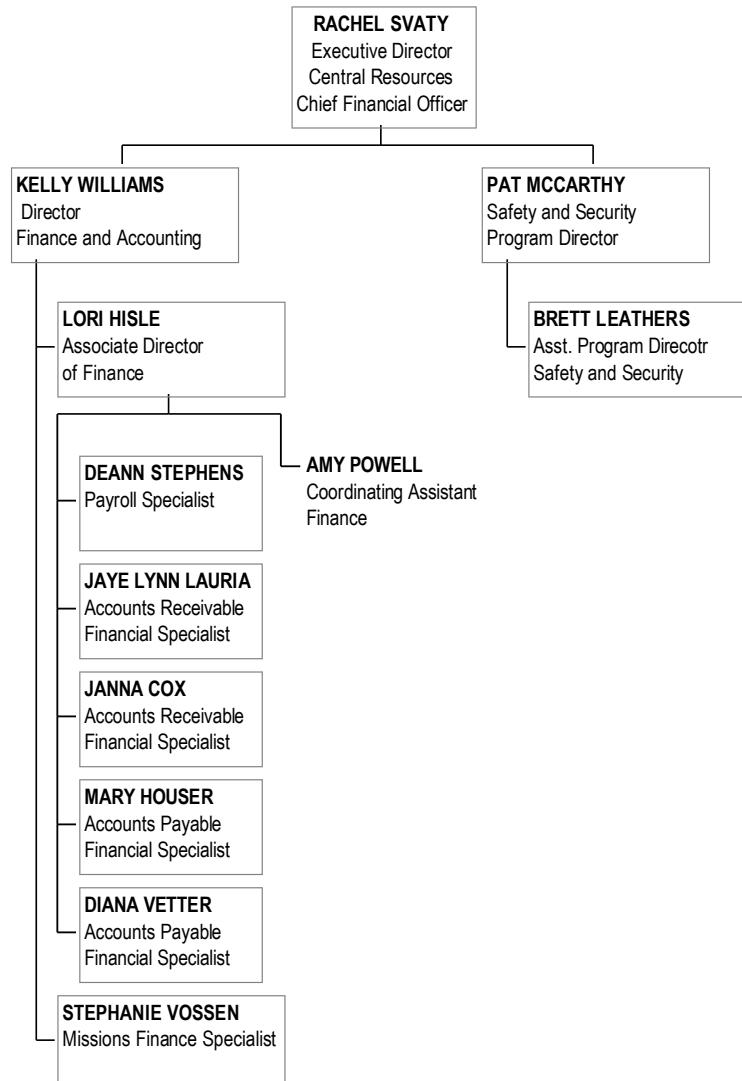 RACHEL SVATY
Executive Director
Central Resources
Chief Financial Officer
KELLY WILLIAMS
Director
Finance and Accounting
PAT MCCARTHY
Safety and Security
Program Director
LORI HISLE
Associate Director
of Finance
BRETT LEATHERS
Asst. Program Direcotr
Safety and Security
DEANN STEPHENS
Payroll Specialist
AMY POWELL
Coordinating Assistant
Finance
JAYE LYNN LAURIA
Accounts Receivable
Financial Specialist
JANNA COX
Accounts Receivable
Financial Specialist
MARY HOUSER
Accounts Payable
Financial Specialist
DIANA VETTER
Accounts Payable
Financial Specialist
STEPHANIE VOSSEN
Missions Finance Specialist